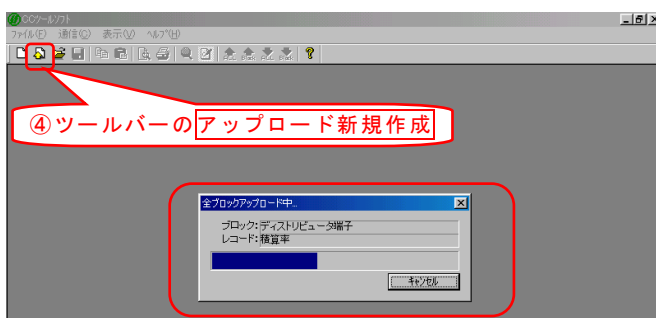 CCツールソフト
ファイル(F) 通信(C) 表示(V) ヘルプ(H)
④ツールバーのアップロード新規作成
全ブロックアップロード中..
ブロック:ディストリビュータ端子
レコード:積算率
キャンセル